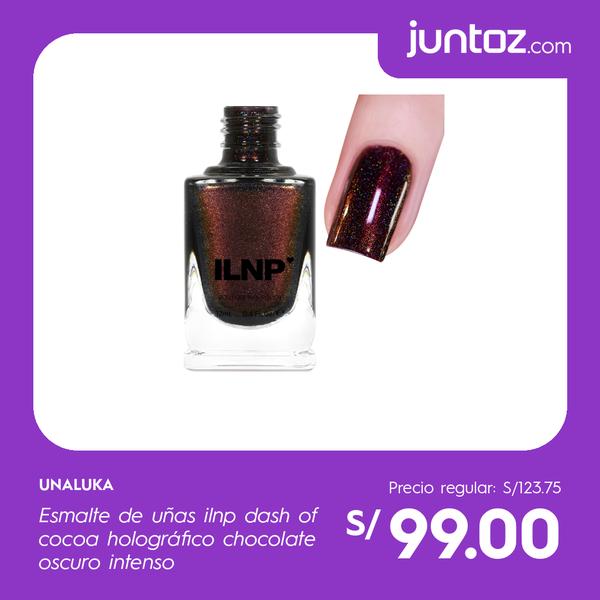 juntoz.com
ILNP
12ml
UNALUKA
Esmalte de uñas ilnp dash of
cocoa holográfico chocolate
oscuro intenso
Precio regular: S/123.75
S/99.00